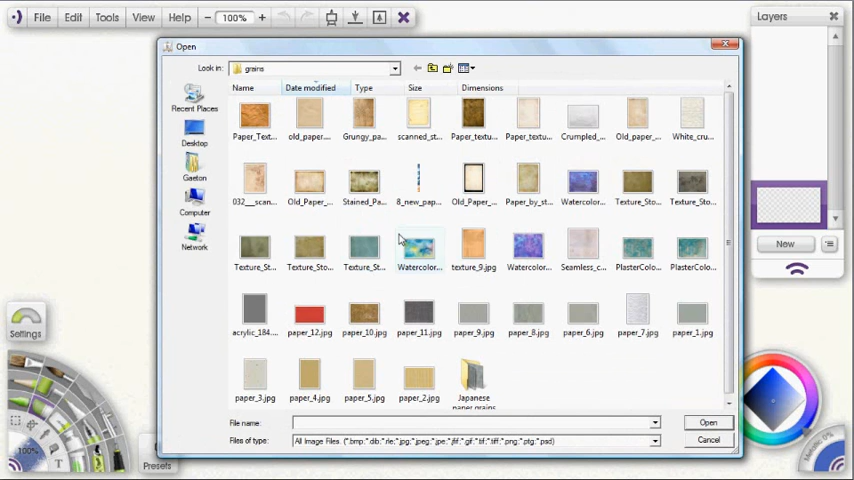 File Edit Tools View Help 100%
Layers
Open
Look in: grains
Name Date modified Type Size Dimensions
Recent Places
Desktop
Gaeton
Computer
Network
Paper_Text... old_paper.... Grungy_pa... scanned_st... Paper_textu... Paper_textu... Crumpled_... Old_paper_... White_cru...
032__scan... Old_Paper_... Stained_Pa... 8_new_pap... Old_Paper_... Paper_by_st... Watercolor... Texture_Sto... Texture_Sto...
Texture_Sto... Texture_Sto... Texture_St... Watercolor... texture_9.jpg Watercolor... Seamless_c... PlasterColo... PlasterColo...
acrylic_184.... paper_12.jpg paper_10.jpg paper_11.jpg paper_9.jpg paper_8.jpg paper_6.jpg paper_7.jpg paper_1.jpg
paper_3.jpg paper_4.jpg paper_5.jpg paper_2.jpg Japanese
paper grains
New
Settings
100%
Presets
File name: Open
Files of type: All Image Files. (*.bmp;*.dib;*.rle;*.jpg;*.jpeg;*.jpe;*.jfif;*.gif;*.tif;*.tiff;*.png;*.ptg;*.psd) Cancel
Metallic 0%